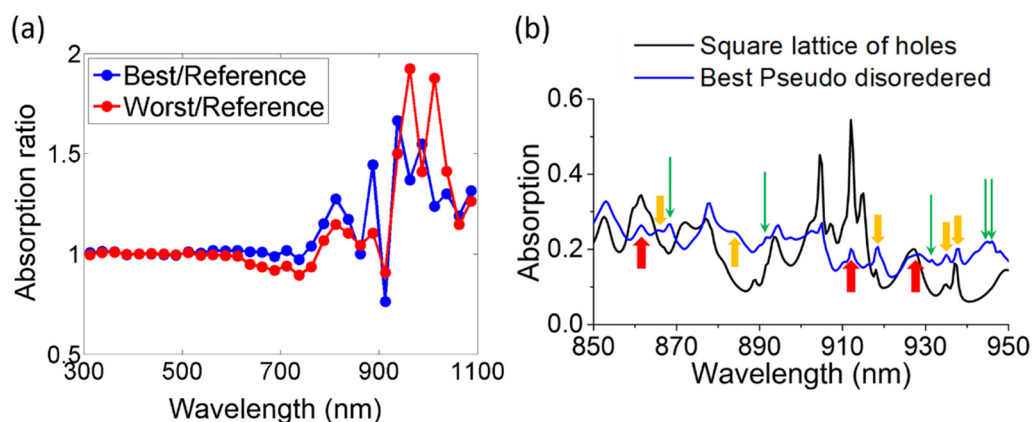 (a)
2
1.5
1
0.5
Absorption ratio
Best/Reference
Worst/Reference
300 500 700 900 1100
Wavelength (nm)
(b)
Square lattice of holes
Best Pseudo disoredered
0.6
0.4
0.2
0.0
Absorption
850 870 890 910 930 950
Wavelength (nm)